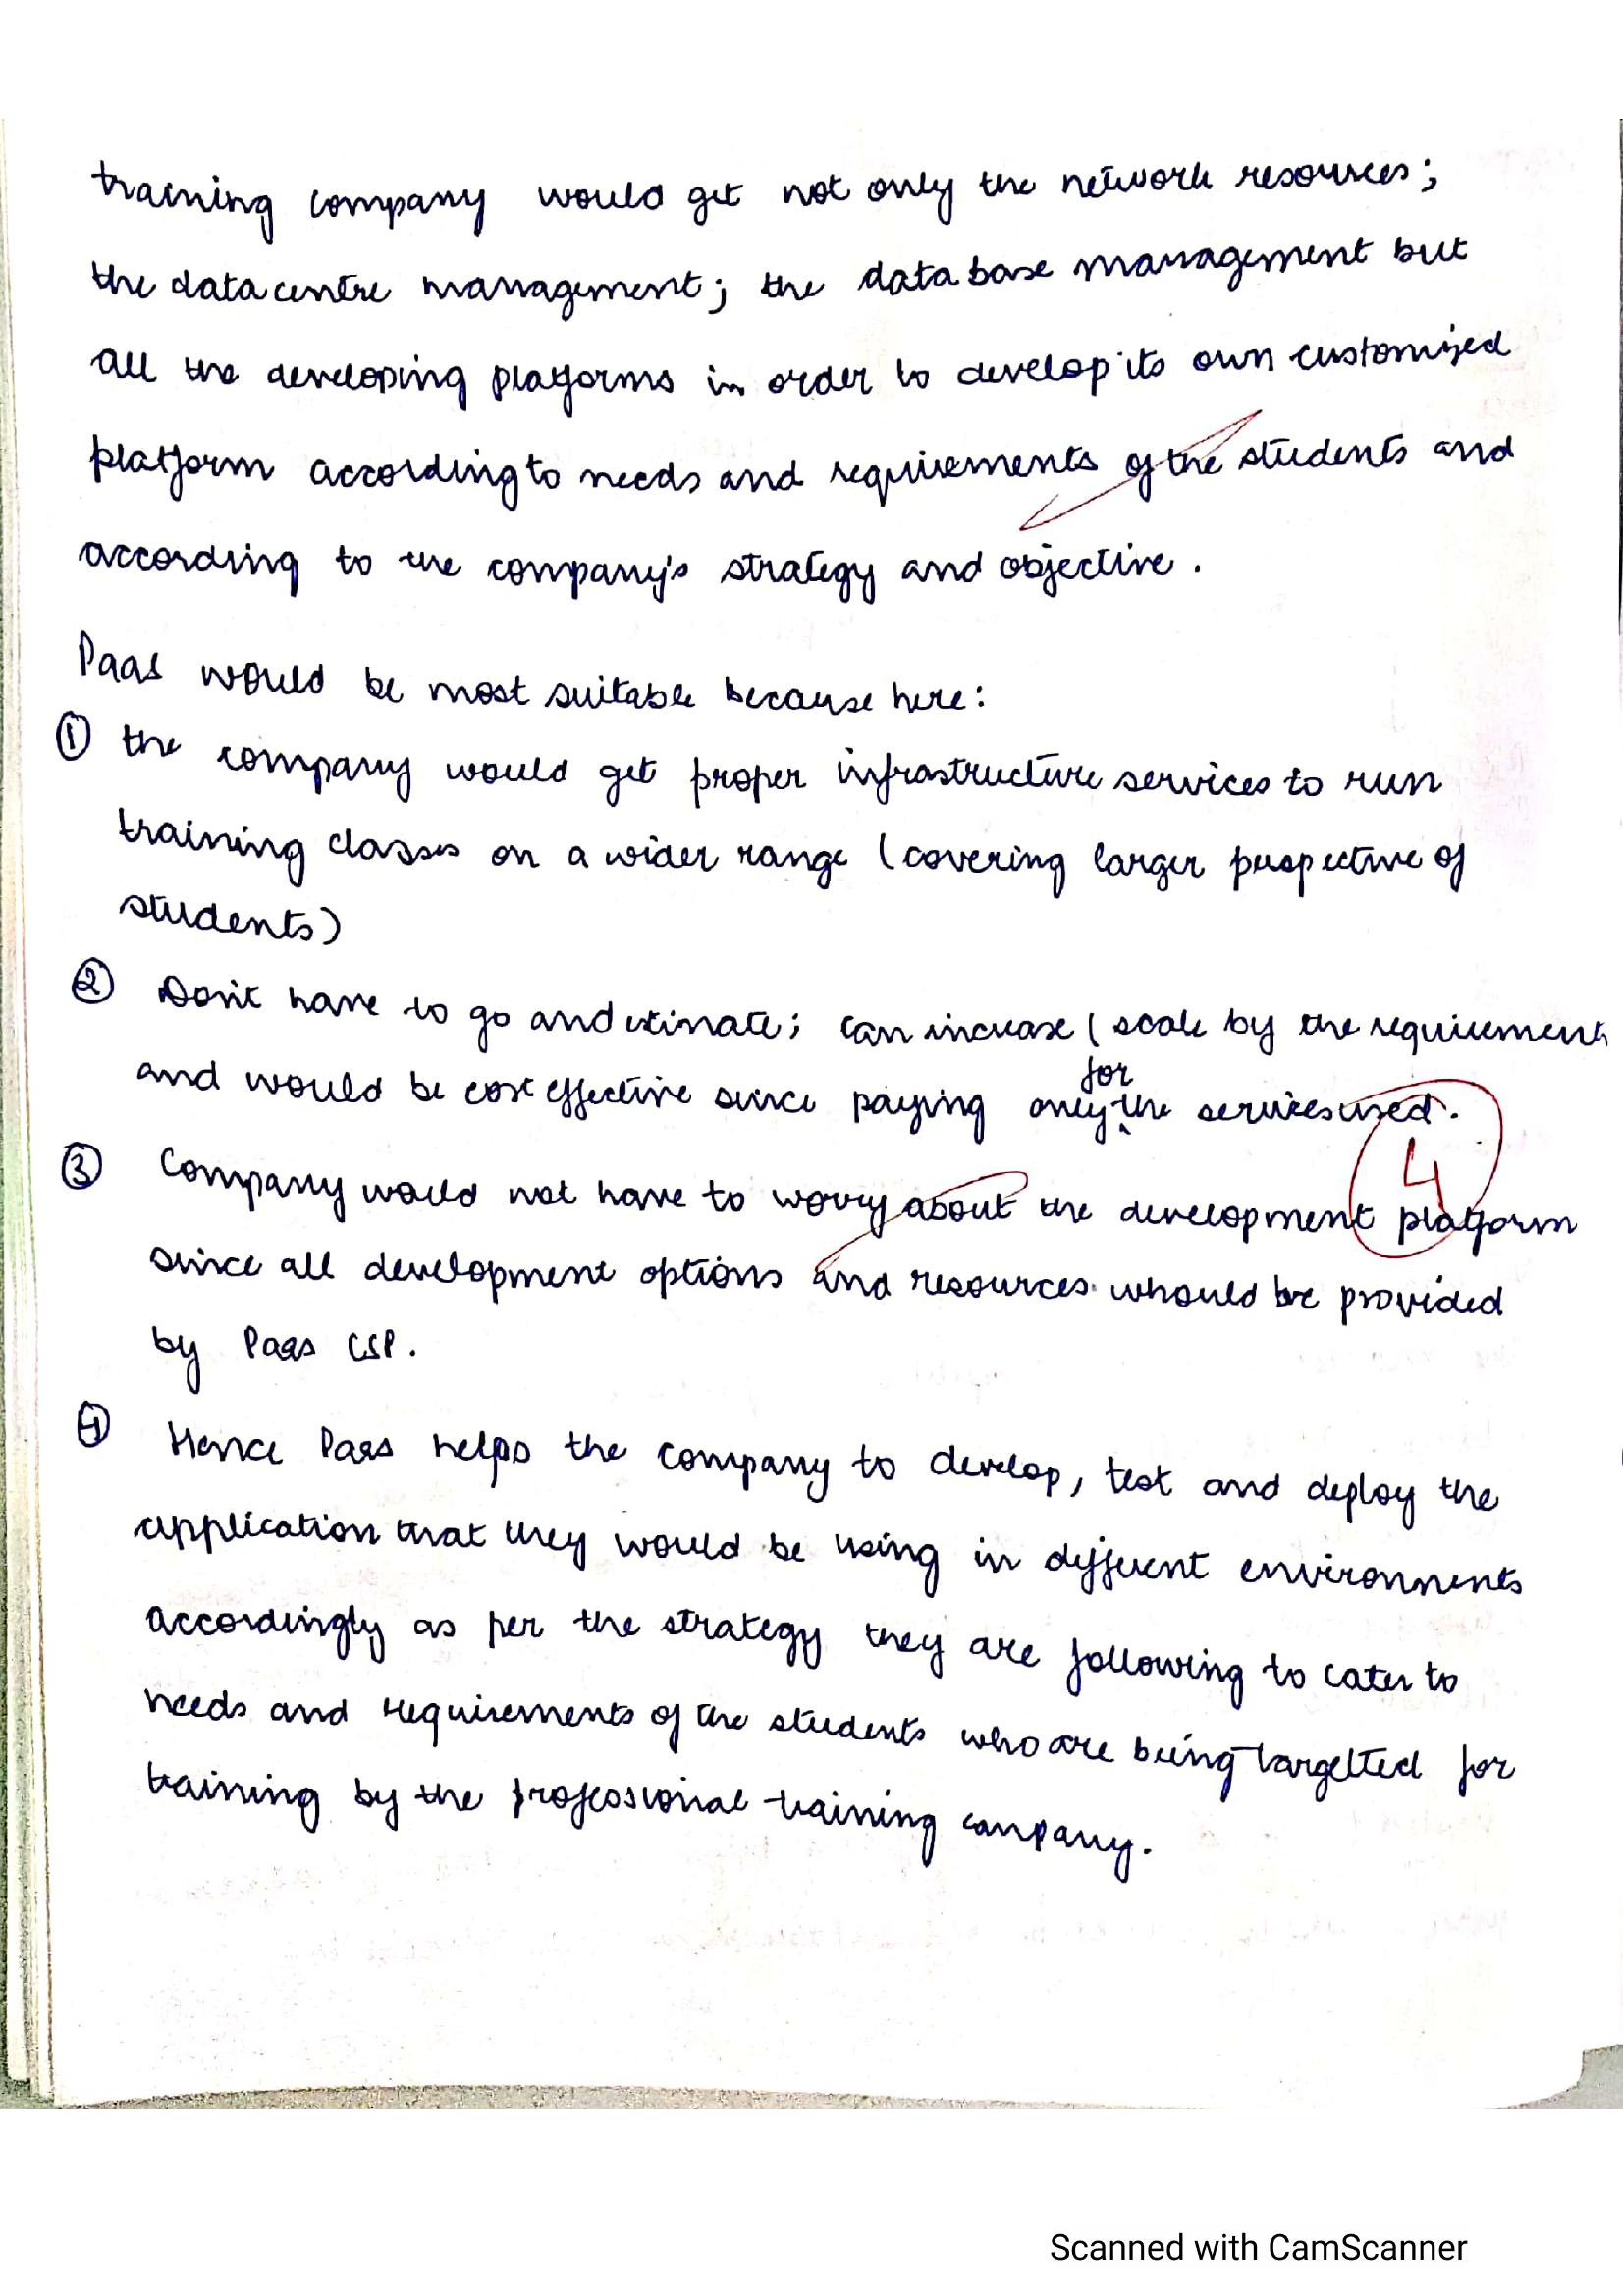 training company would get not only the network resources;
the datacentre management; the database management but
all the developing platforms in order to develop its own customized
platform according to needs and requirements of the students and
according to the company's strategy and objective.
Paas would be most suitable because here:
① the company would get proper infrastructure services to run
training classes on a wider range (covering larger perspective of
students)
② Don't have to go and estimate; can increase ( scale by the requirements
and would be cost effective since paying only for the services used.
4
③ Company would not have to worry about the development platform
since all development options and resources whould be provided
by Paas CSP.
④ Hence Paas helps the company to develop, test and deploy the
application that they would be using in different environments
accordingly as per the strategy they are following to cater to
needs and requirements of the students who are being targetted for
training by the professional training company.
Scanned with CamScanner